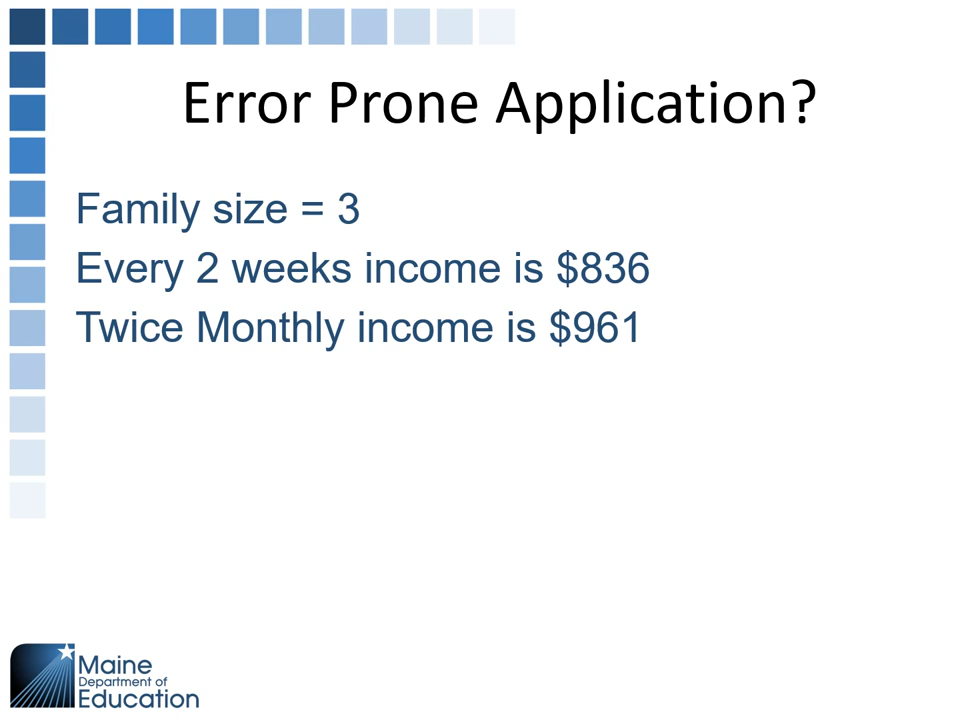 Error Prone Application?
Family size = 3
Every 2 weeks income is $836
Twice Monthly income is $961
Maine
Department of
Education